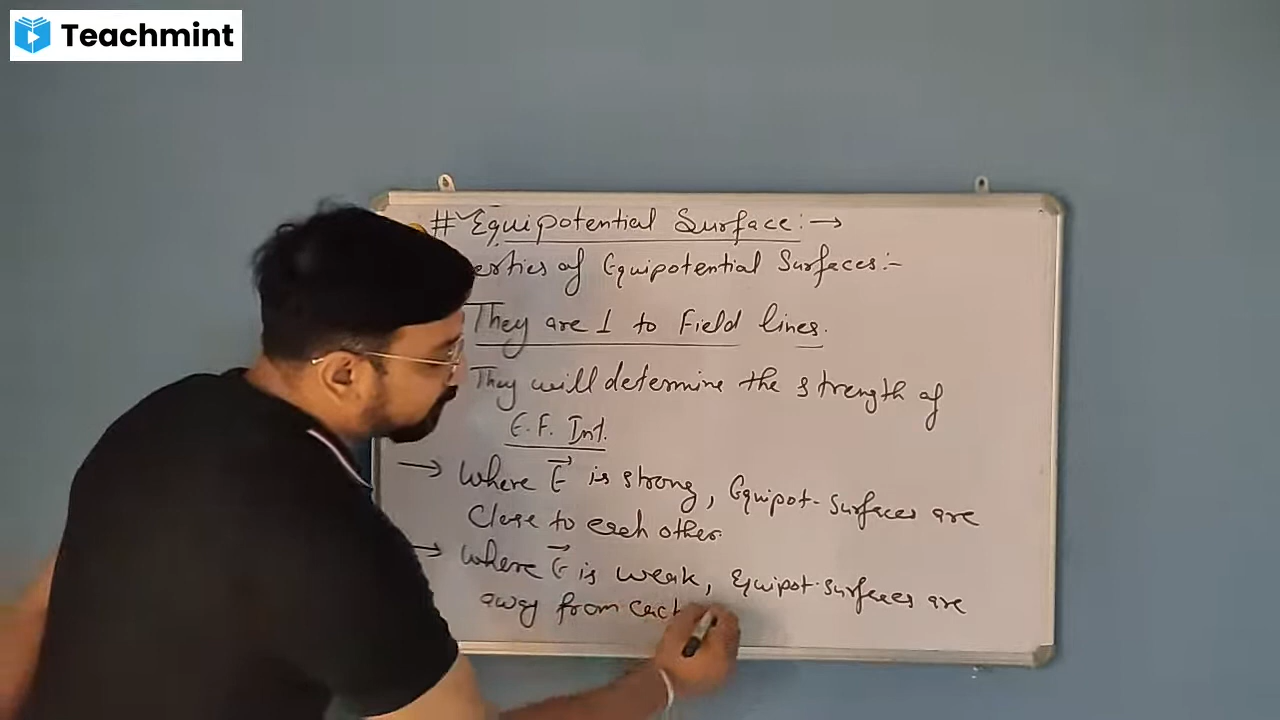 Teachmint
# Equipotential Surface:→
erties of Equipotential Surfaces:-
They are ⊥ to Field lines.
They will determine the strength of
E.F. Int.
→ Where E⃗ is strong, Equipot-surfaces are
Close to each other.
→ Where E⃗ is weak, Equipot-surfaces are
away from each